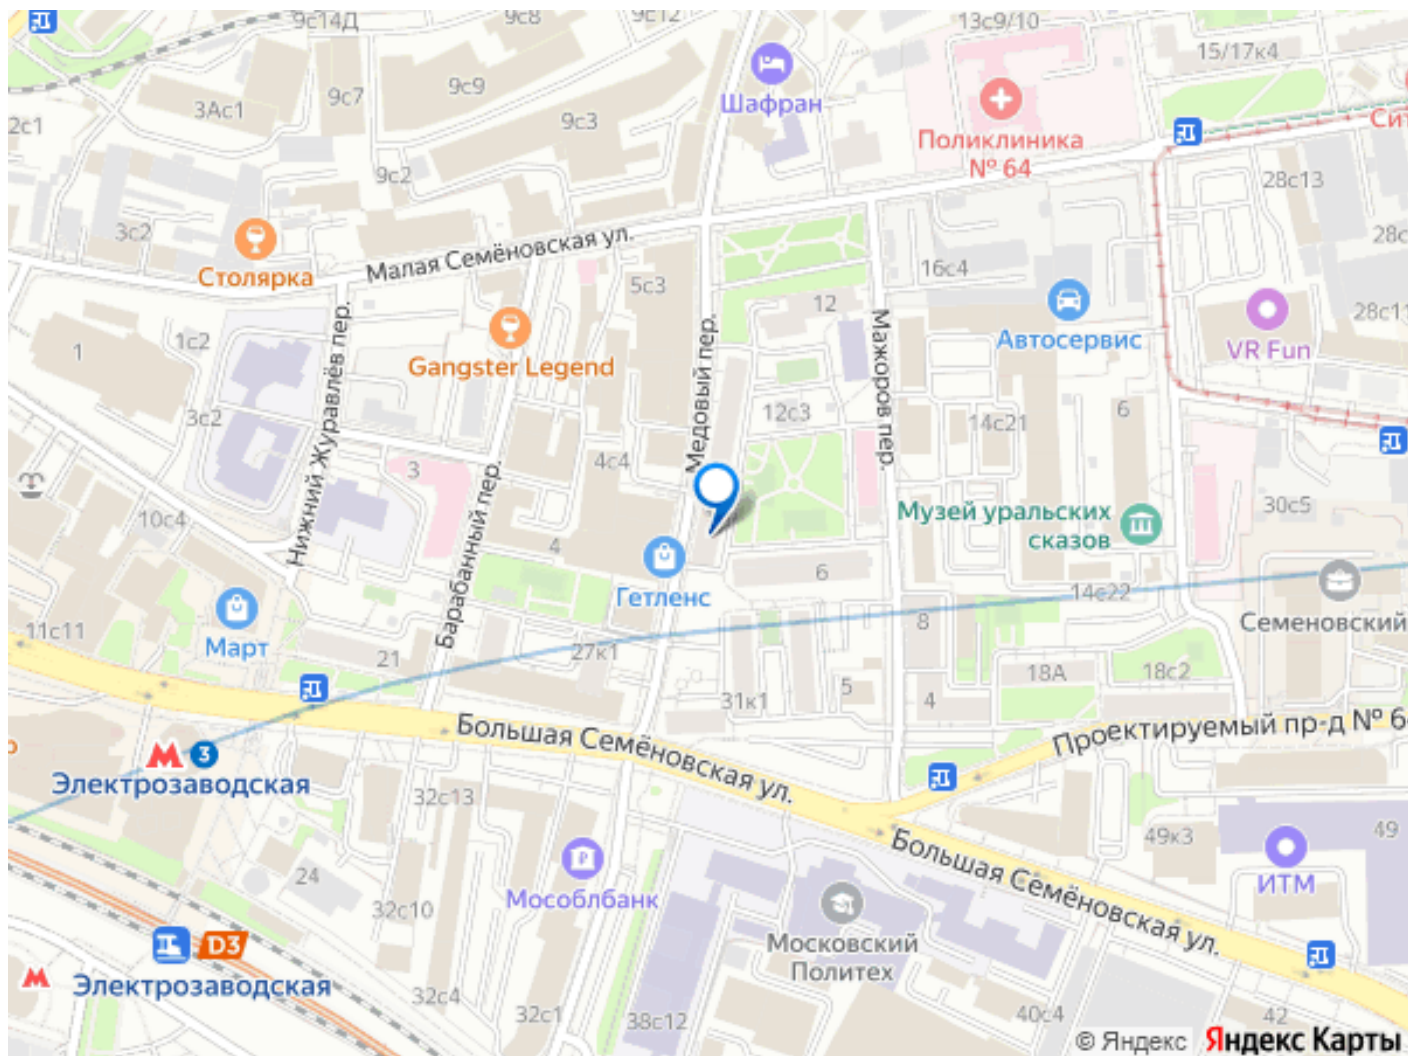 9с14Д
9с8
9с12
13с9/10
15/17к4
9с9
9с7
3Ас1
2с1
9с3
Шафран
Поликлиника
№ 64
Сит
9с2
28с13
3с2
Столярка
Малая Семёновская ул.
28с
16с4
5с3
12
Автосервис
28с11
VR Fun
1
1с2
Gangster Legend
Нижний Журавлёв пер.
Медовый пер.
Мажоров пер.
3с2
12с3
14с21
6
3
4с4
Барабанный пер.
30с5
10с4
Музей уральских
сказов
4
Гетленс
6
14с22
Семеновский
Март
11с11
21
27к1
8
31к1
5
4
18А
18с2
Большая Семёновская ул.
Проектируемый пр-д № 6
3
Электрозаводская
32с13
49к3
49
Большая Семёновская ул.
ИТМ
24
Мособлбанк
32с10
Московский
Политех
D3
Электрозаводская
32с4
32с1
38с12
40с4
42
© Яндекс Яндекс Карты